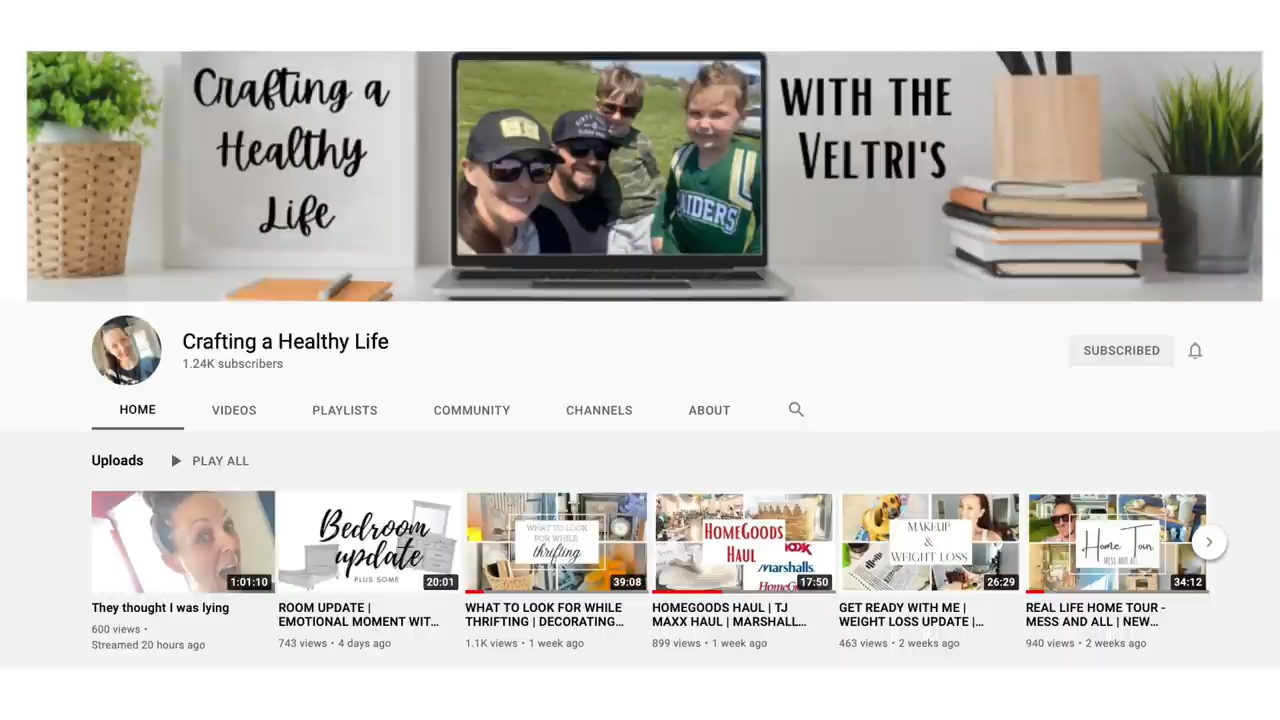 Crafting a
Healthy
Life
WITH THE
VELTRI'S
RAIDERS
Crafting a Healthy Life
1.24K subscribers
SUBSCRIBED
HOME
VIDEOS
PLAYLISTS
COMMUNITY
CHANNELS
ABOUT
Uploads
PLAY ALL
1:01:10
They thought I was lying
600 views •
Streamed 20 hours ago
Bedroom
update
PLUS SOME
20:01
ROOM UPDATE |
EMOTIONAL MOMENT WIT...
743 views • 4 days ago
WHAT TO LOOK
FOR WHILE
thrifting
39:08
WHAT TO LOOK FOR WHILE
THRIFTING | DECORATING...
1.1K views • 1 week ago
HOMEGOODS
HAUL
Marshalls
HomeG
17:50
HOMEGOODS HAUL | TJ
MAXX HAUL | MARSHALL...
899 views • 1 week ago
MAKEUP
&
WEIGHT LOSS
26:29
GET READY WITH ME |
WEIGHT LOSS UPDATE |...
463 views • 2 weeks ago
Home Tour
MESS AND ALL
34:12
REAL LIFE HOME TOUR -
MESS AND ALL | NEW...
940 views • 2 weeks ago